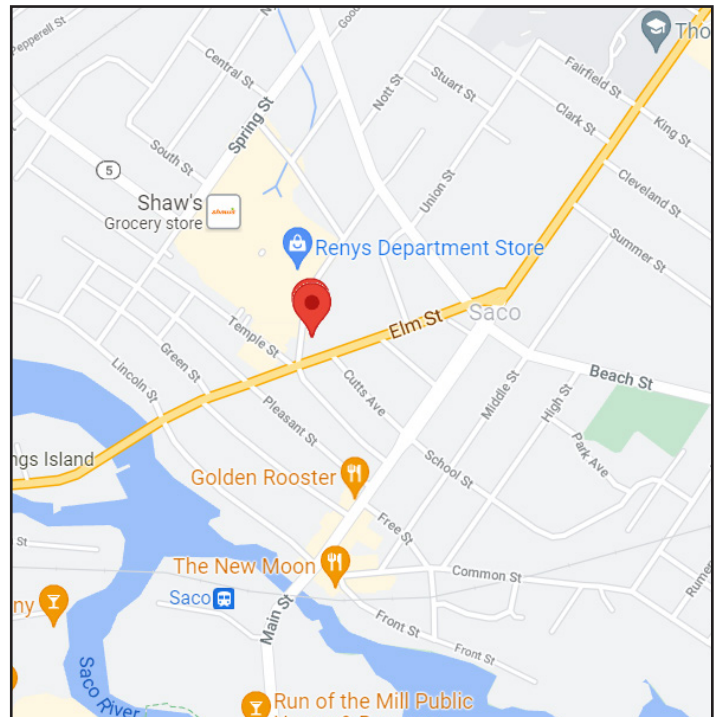 Pepperell St
Goo
Tho
Central St
Nott St
Stuart St
Fairfield St
King St
Clark St
Spring St
South St
5
Union St
Cleveland St
Shaw's
Grocery store
shaw's
Renys Department Store
Summer St
Saco
Elm St
Temple St
Lincoln St
Green St
Cutts Ave
Middle St
High St
Beach St
Pleasant St
Park Ave
ngs Island
School St
Golden Rooster
Free St
St
The New Moon
Common St
Rume
Saco
ny
Main St
Front St
Front St
Saco River
Run of the Mill Public